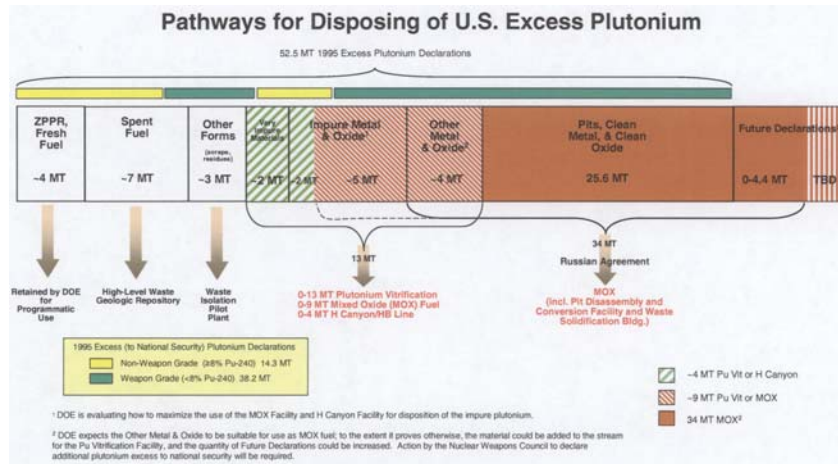 Pathways for Disposing of U.S. Excess Plutonium
52.5 MT 1995 Excess Plutonium Declarations
ZPPR,
Fresh
Fuel
~4 MT
Spent
Fuel
~7 MT
Other
Forms
(scraps,
residues)
~3 MT
Very
Impure
Materials
~2 MT
~2 MT
Impure Metal
& Oxide¹
~5 MT
Other
Metal
& Oxide²
~4 MT
Pits, Clean
Metal, & Clean
Oxide
25.6 MT
Future Declarations
0-4.4 MT
TBD
Retained by DOE
for
Programmatic
Use
High-Level Waste
Geologic Repository
Waste
Isolation
Pilot
Plant
13 MT
0-13 MT Plutonium Vitrification
0-9 MT Mixed Oxide (MOX) Fuel
0-4 MT H Canyon/HB Line
34 MT
Russian Agreement
MOX
(incl. Pit Disassembly and
Conversion Facility and Waste
Solidification Bldg.)
1995 Excess (to National Security) Plutonium Declarations
Non-Weapon Grade (≥8% Pu-240) 14.3 MT
Weapon Grade (<8% Pu-240) 38.2 MT
~4 MT Pu Vit or H Canyon
~9 MT Pu Vit or MOX
34 MT MOX²
¹ DOE is evaluating how to maximize the use of the MOX Facility and H Canyon Facility for disposition of the impure plutonium.
² DOE expects the Other Metal & Oxide to be suitable for use as MOX fuel; to the extent it proves otherwise, the material could be added to the stream
for the Pu Vitrification Facility, and the quantity of Future Declarations could be increased. Action by the Nuclear Weapons Council to declare
additional plutonium excess to national security will be required.